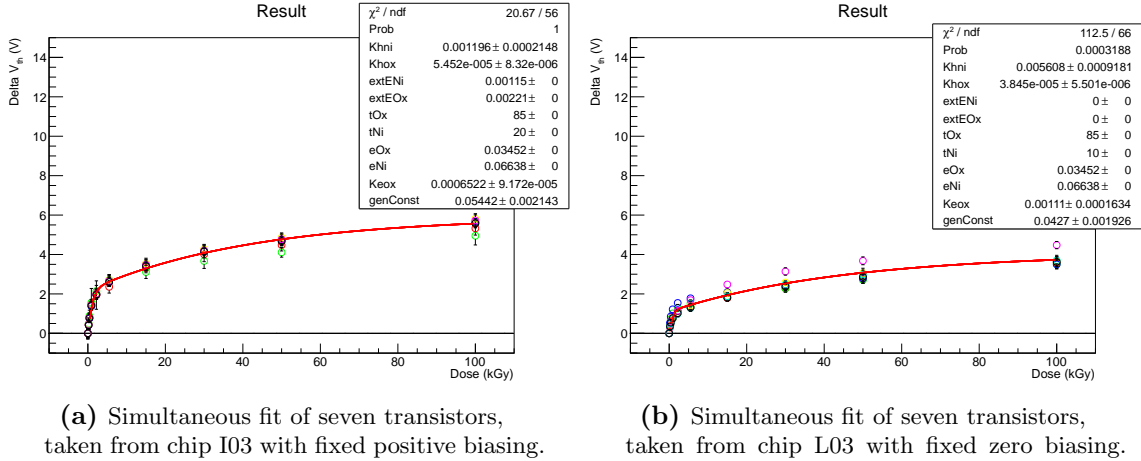 Result
χ² / ndf 20.67 / 56
Prob 1
Khni 0.001196 ± 0.0002148
Khox 5.452e-005 ± 8.32e-006
extENi 0.00115 ± 0
extEOx 0.00221 ± 0
tOx 85 ± 0
tNi 20 ± 0
eOx 0.03452 ± 0
eNi 0.06638 ± 0
Keox 0.0006522 ± 9.172e-005
genConst 0.05442 ± 0.002143
Delta V th (V)
14
12
10
8
6
4
2
0
0 20 40 60 80 100
Dose (kGy)
(a) Simultaneous fit of seven transistors,
taken from chip I03 with fixed positive biasing.
Result
χ² / ndf 112.5 / 66
Prob 0.0003188
Khni 0.005608 ± 0.0009181
Khox 3.845e-005 ± 5.501e-006
extENi 0 ± 0
extEOx 0 ± 0
tOx 85 ± 0
tNi 10 ± 0
eOx 0.03452 ± 0
eNi 0.06638 ± 0
Keox 0.00111 ± 0.0001634
genConst 0.0427 ± 0.001926
Delta V th (V)
14
12
10
8
6
4
2
0
0 20 40 60 80 100
Dose (kGy)
(b) Simultaneous fit of seven transistors,
taken from chip L03 with fixed zero biasing.